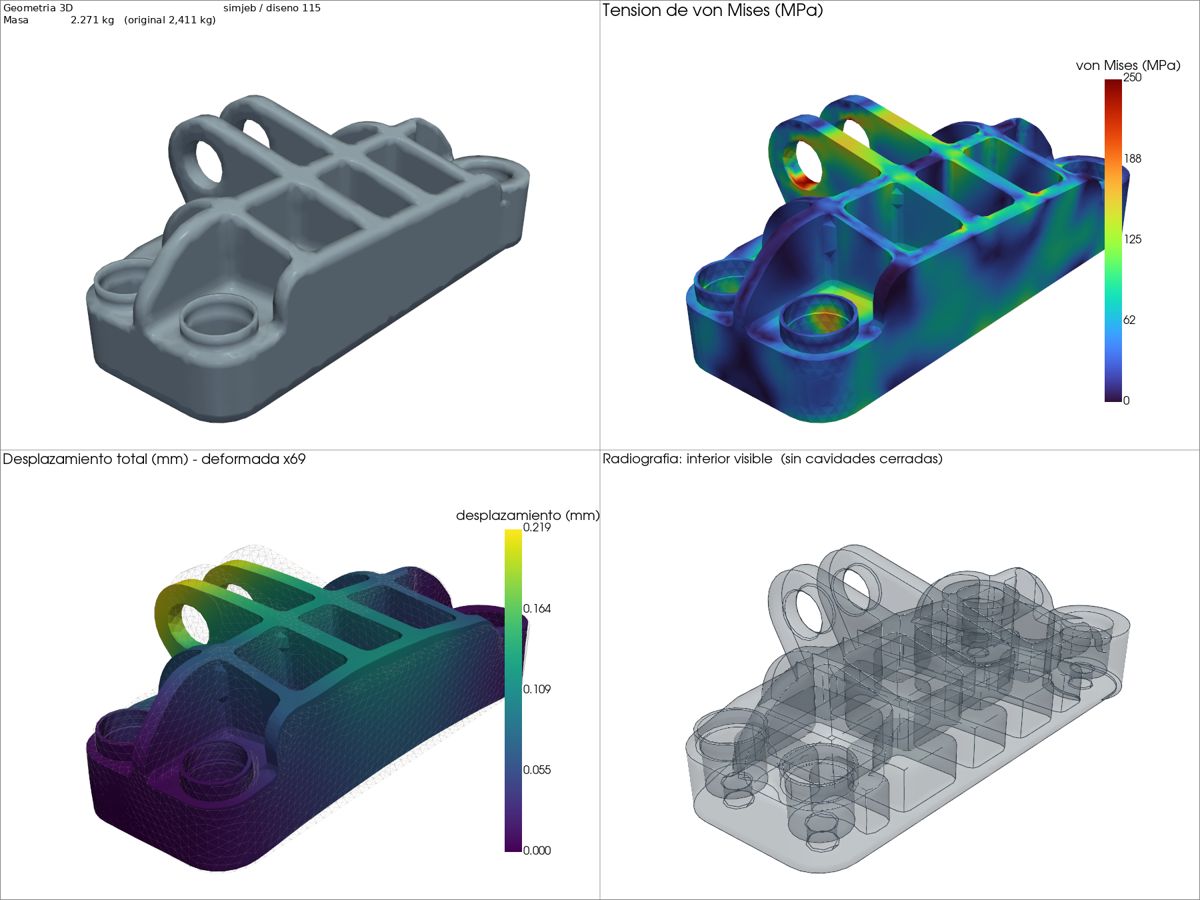 Geometria 3D simjeb / diseno 115
Masa 2.271 kg (original 2,411 kg)
Tension de von Mises (MPa)
von Mises (MPa)
250
188
125
62
0
Desplazamiento total (mm) - deformada x69
desplazamiento (mm)
0.219
0.164
0.109
0.055
0.000
Radiografia: interior visible (sin cavidades cerradas)